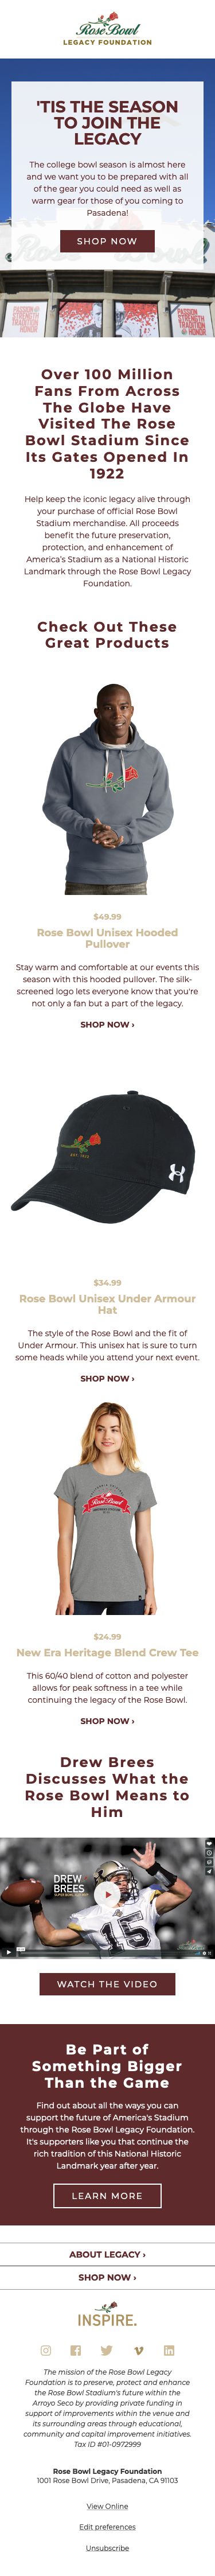 Rose Bowl
LEGACY FOUNDATION
'TIS THE SEASON
TO JOIN THE
LEGACY
The college bowl season is almost here
and we want you to be prepared with all
of the gear you could need as well as
warm gear for those of you coming to
Pasadena!
SHOP NOW
Rose Bowl
PASSION
STRENGTH
TRADITION
HONOR
PASSION
STRENGTH
TRADITION
HONOR
Over 100 Million
Fans From Across
The Globe Have
Visited The Rose
Bowl Stadium Since
Its Gates Opened In
1922
Help keep the iconic legacy alive through
your purchase of official Rose Bowl
Stadium merchandise. All proceeds
benefit the future preservation,
protection, and enhancement of
America's Stadium as a National Historic
Landmark through the Rose Bowl Legacy
Foundation.
Check Out These
Great Products
$49.99
Rose Bowl Unisex Hooded
Pullover
Stay warm and comfortable at our events this
season with this hooded pullover. The silk-
screened logo lets everyone know that you're
not only a fan but a part of the legacy.
SHOP NOW ›
EST. 1922
$34.99
Rose Bowl Unisex Under Armour
Hat
The style of the Rose Bowl and the fit of
Under Armour. This unisex hat is sure to turn
some heads while you attend your next event.
SHOP NOW ›
Rose Bowl
$24.99
New Era Heritage Blend Crew Tee
This 60/40 blend of cotton and polyester
allows for peak softness in a tee while
continuing the legacy of the Rose Bowl.
SHOP NOW ›
Drew Brees
Discusses What the
Rose Bowl Means to
Him
DREW
BREES
15
WATCH THE VIDEO
Be Part of
Something Bigger
Than the Game
Find out about all the ways you can
support the future of America's Stadium
through the Rose Bowl Legacy Foundation.
It's supporters like you that continue the
rich tradition of this National Historic
Landmark year after year.
LEARN MORE
ABOUT LEGACY ›
SHOP NOW ›
INSPIRE.
The mission of the Rose Bowl Legacy
Foundation is to preserve, protect and enhance
the Rose Bowl Stadium's future within the
Arroyo Seco by providing private funding in
support of improvements within the venue and
its surrounding areas through educational,
community and capital improvement initiatives.
Tax ID #01-0972999
Rose Bowl Legacy Foundation
1001 Rose Bowl Drive, Pasadena, CA 91103
View Online
Edit preferences
Unsubscribe